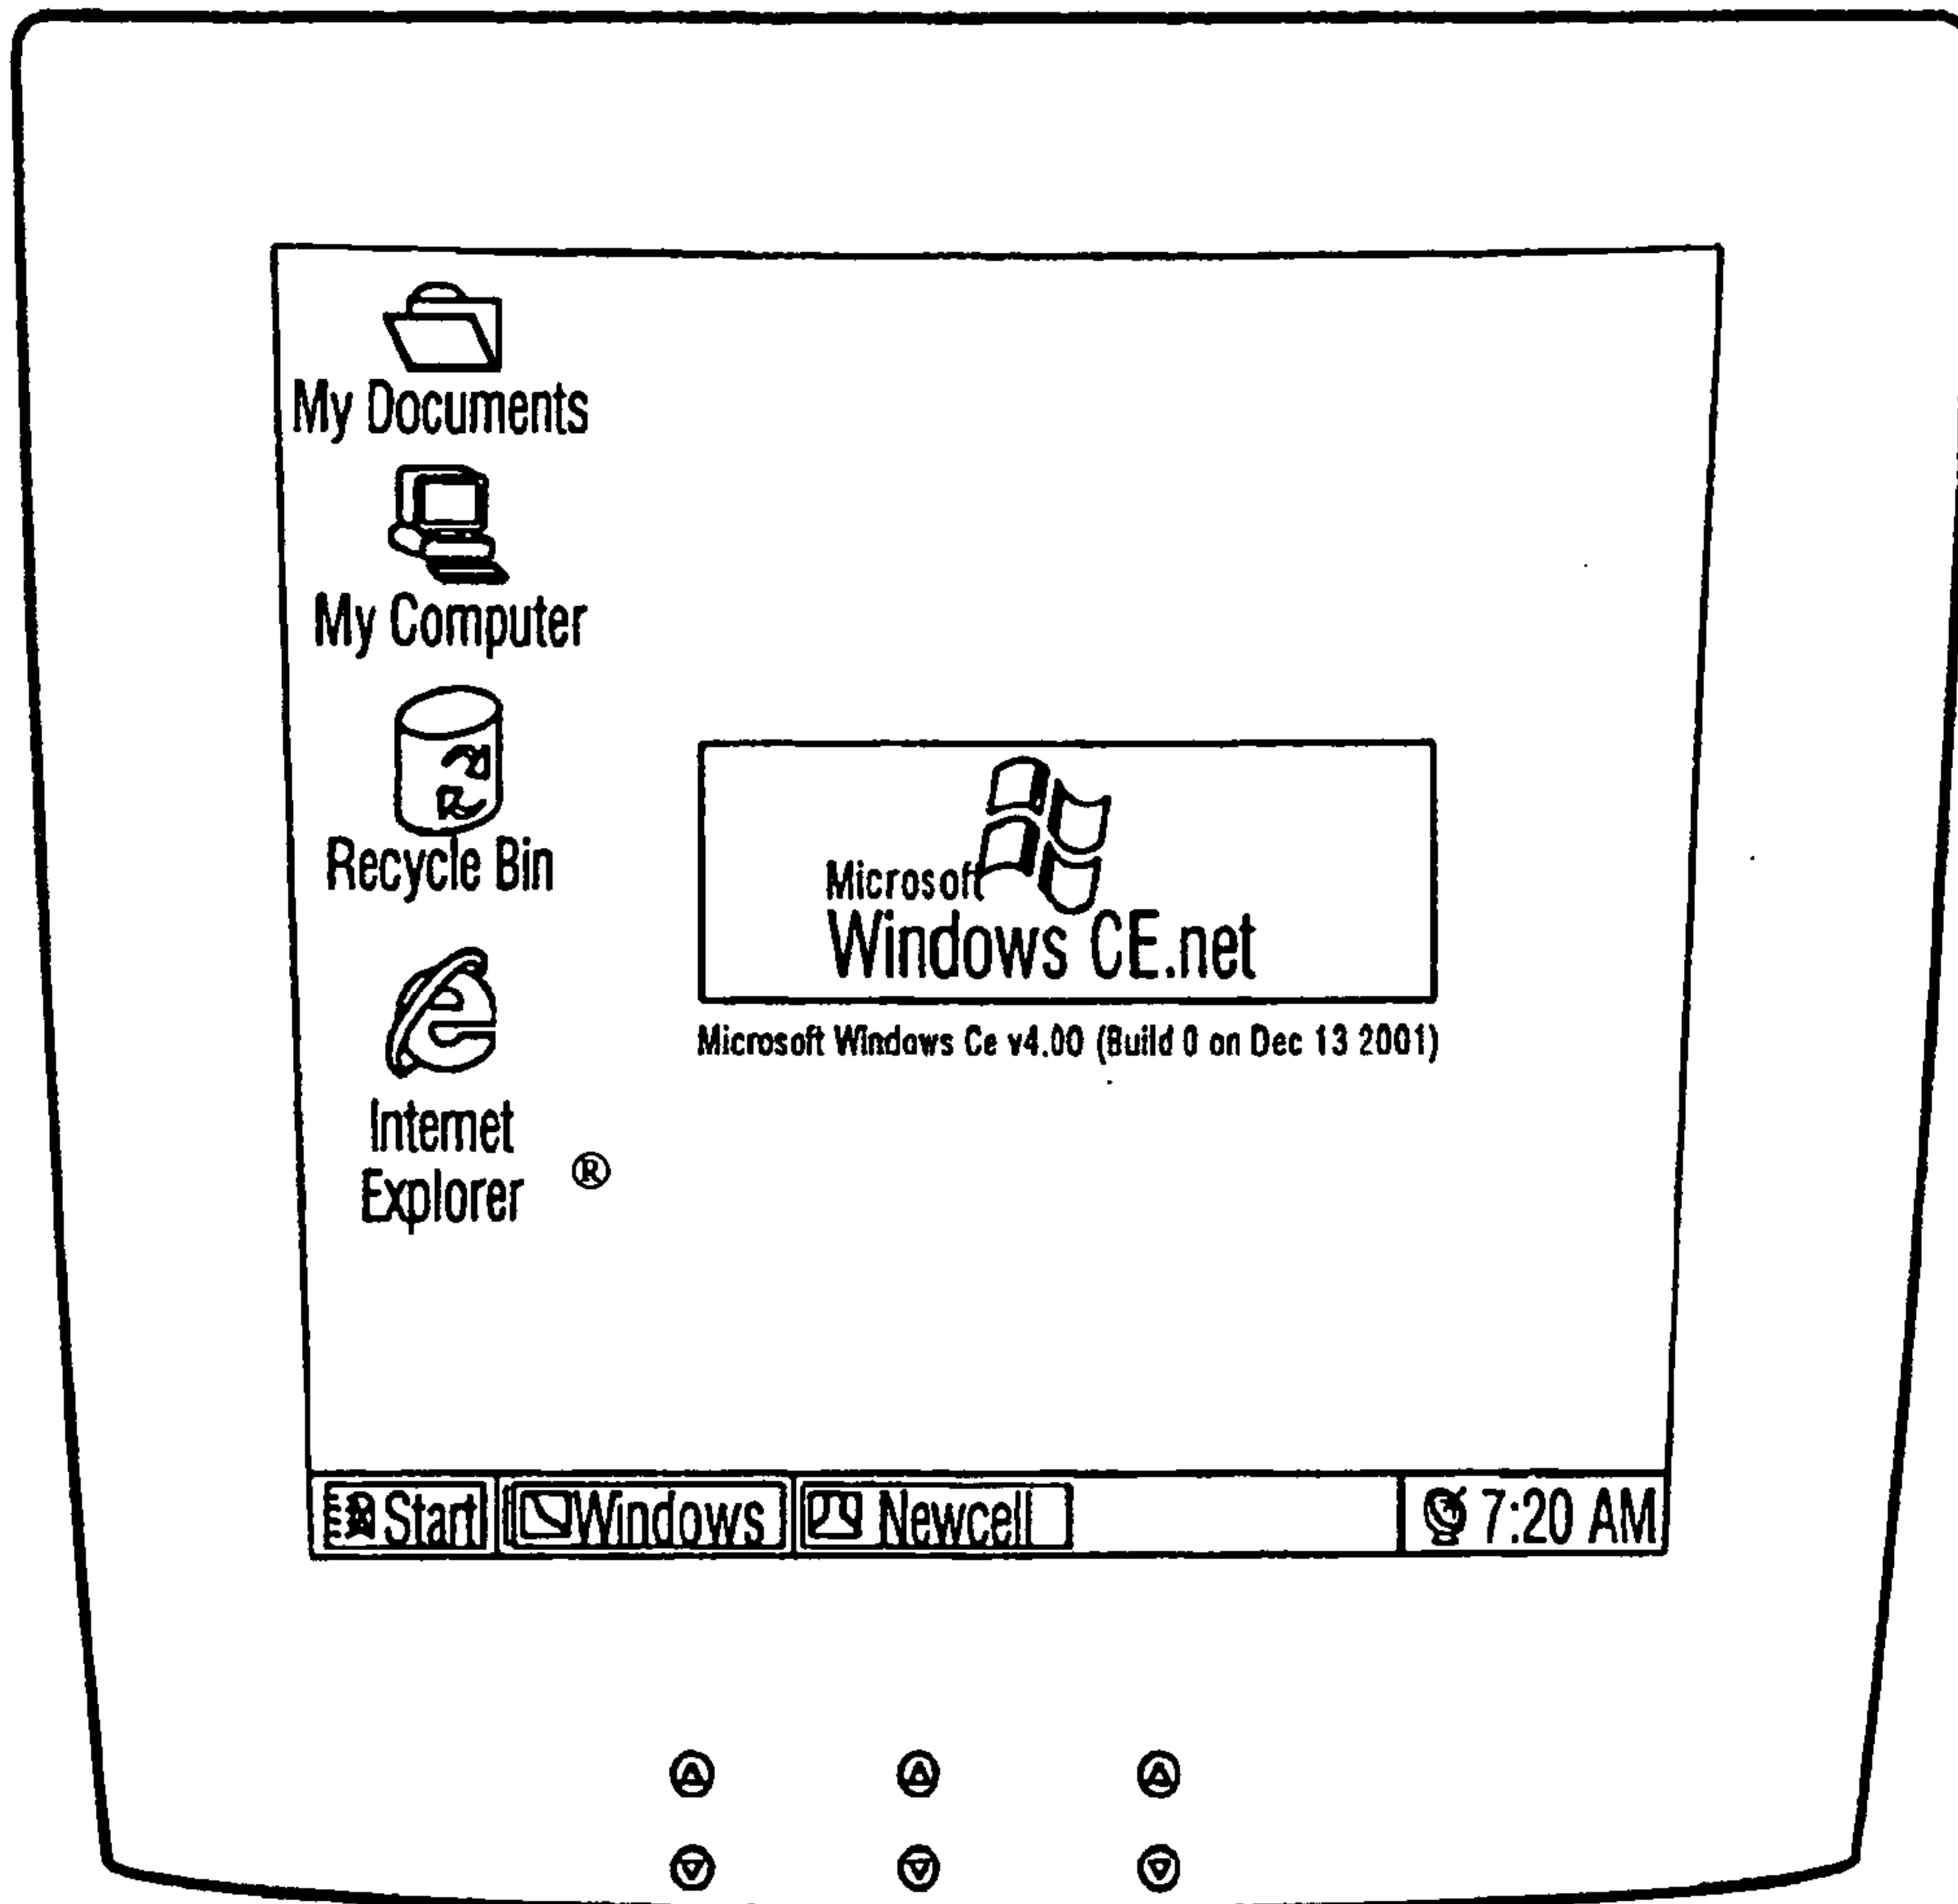 My Documents
My Computer
Recycle Bin
Internet
Explorer ®
Microsoft
Windows CE.net
Microsoft Windows Ce v4.00 (Build 0 on Dec 13 2001)
Start Windows Newcell 7:20 AM